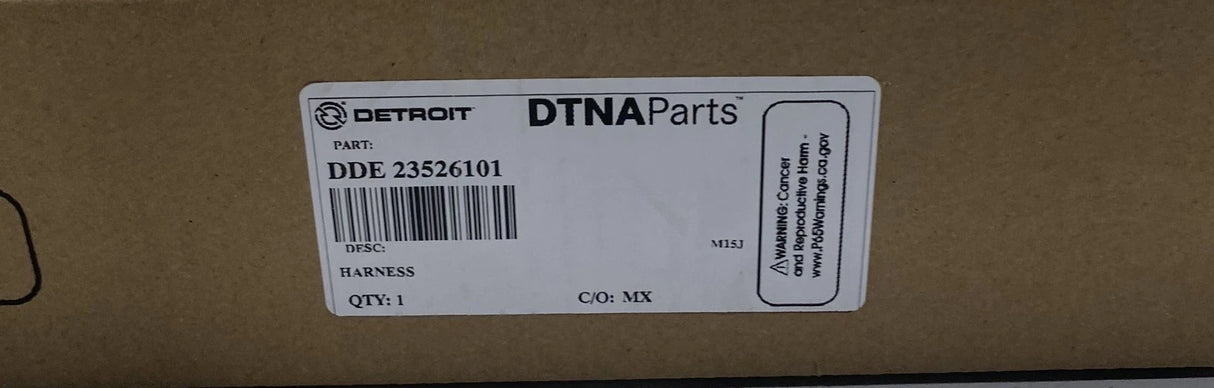 DETROIT
DTNAParts™
PART:
DDE 23526101
DESC:
M15J
HARNESS
QTY: 1
C/O: MX
⚠WARNING: Cancer
and Reproductive Harm -
www.P65Warnings.ca.gov